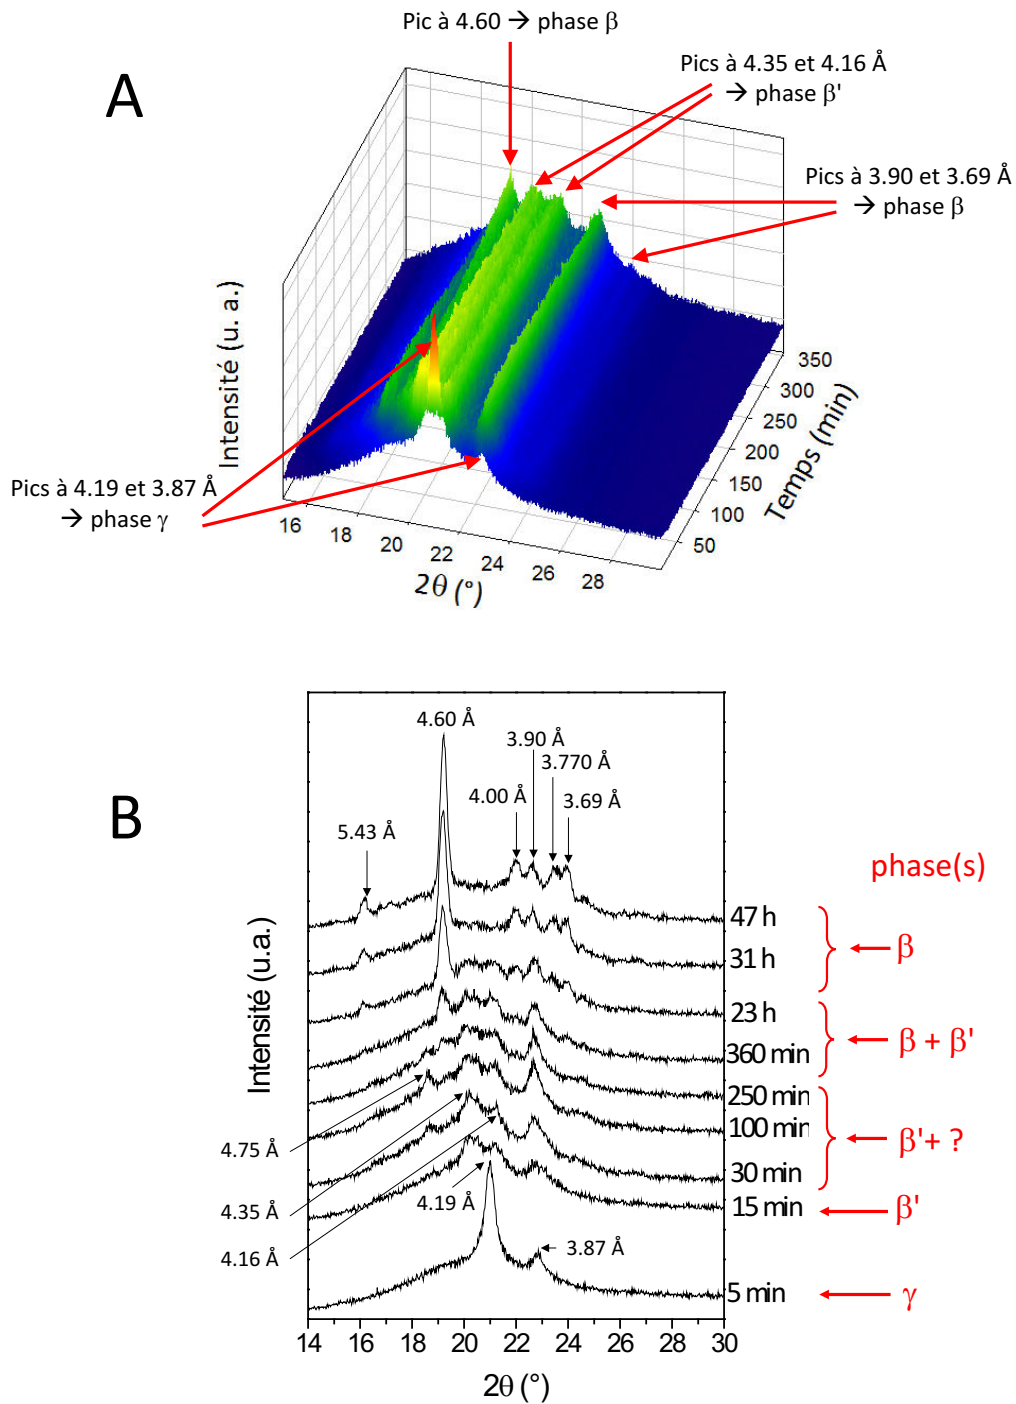 Pic à 4.60 → phase β
A
Pics à 4.35 et 4.16 Å
→ phase β'
Pics à 3.90 et 3.69 Å
→ phase β
Intensité (u. a.)
Pics à 4.19 et 3.87 Å
→ phase γ
350
300
250
200
150
100
50
Temps (min)
16
18
20
22
24
26
28
2θ (°)
B
4.60 Å
3.90 Å
3.770 Å
4.00 Å
3.69 Å
5.43 Å
phase(s)
47 h
31 h
β
23 h
360 min
β + β'
250 min
100 min
30 min
β'+ ?
15 min
β'
5 min
γ
4.75 Å
4.35 Å
4.19 Å
4.16 Å
3.87 Å
Intensité (u.a.)
14 16 18 20 22 24 26 28 30
2θ (°)